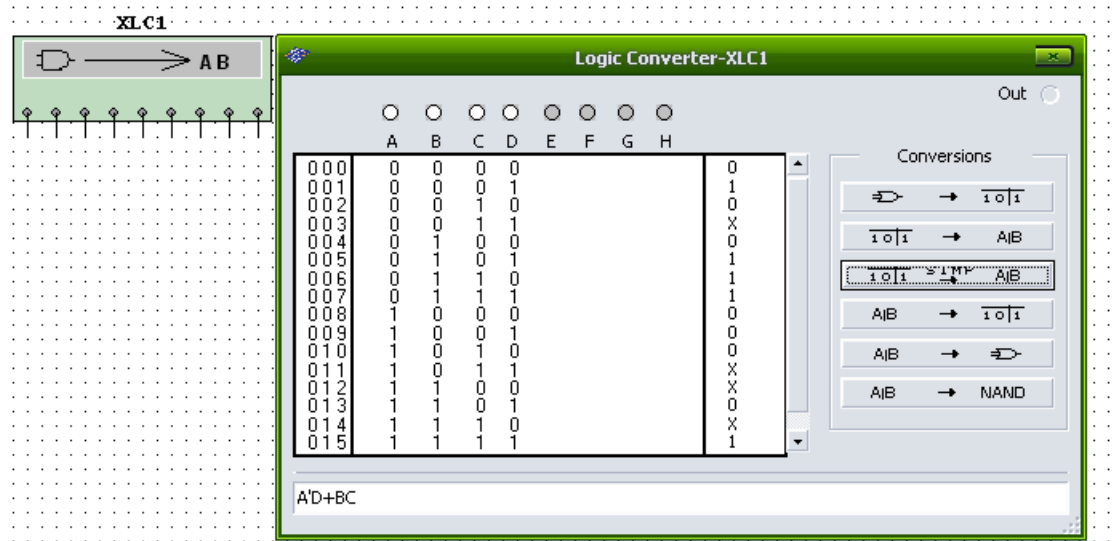 XLC1
A B
Logic Converter-XLC1
Out
A B C D E F G H
000 0 0 0 0 0
001 0 0 0 1 1
002 0 0 1 0 0
003 0 0 1 1 X
004 0 1 0 0 0
005 0 1 0 1 1
006 0 1 1 0 1
007 0 1 1 1 1
008 1 0 0 0 0
009 1 0 0 1 0
010 1 0 1 0 0
011 1 0 1 1 X
012 1 1 0 0 X
013 1 1 0 1 0
014 1 1 1 0 X
015 1 1 1 1 1
Conversions
→ 1 0|1
1 0|1 → A|B
1 0|1 SIMP → A|B
A|B → 1 0|1
A|B →
A|B → NAND
A'D+BC